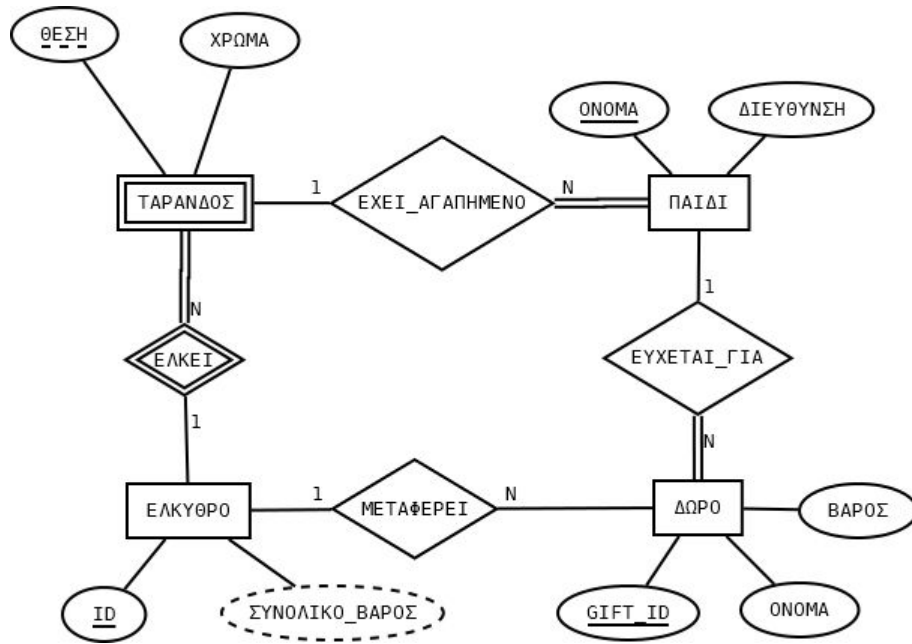 ΘΕΣΗ
ΧΡΩΜΑ
ΟΝΟΜΑ
ΔΙΕΥΘΥΝΣΗ
ΤΑΡΑΝΔΟΣ
1
ΕΧΕΙ_ΑΓΑΠΗΜΕΝΟ
N
ΠΑΙΔΙ
N
1
ΕΛΚΕΙ
ΕΥΧΕΤΑΙ_ΓΙΑ
1
N
ΕΛΚΥΘΡΟ
1
ΜΕΤΑΦΕΡΕΙ
N
ΔΩΡΟ
ΒΑΡΟΣ
ID
ΣΥΝΟΛΙΚΟ_ΒΑΡΟΣ
GIFT_ID
ΟΝΟΜΑ